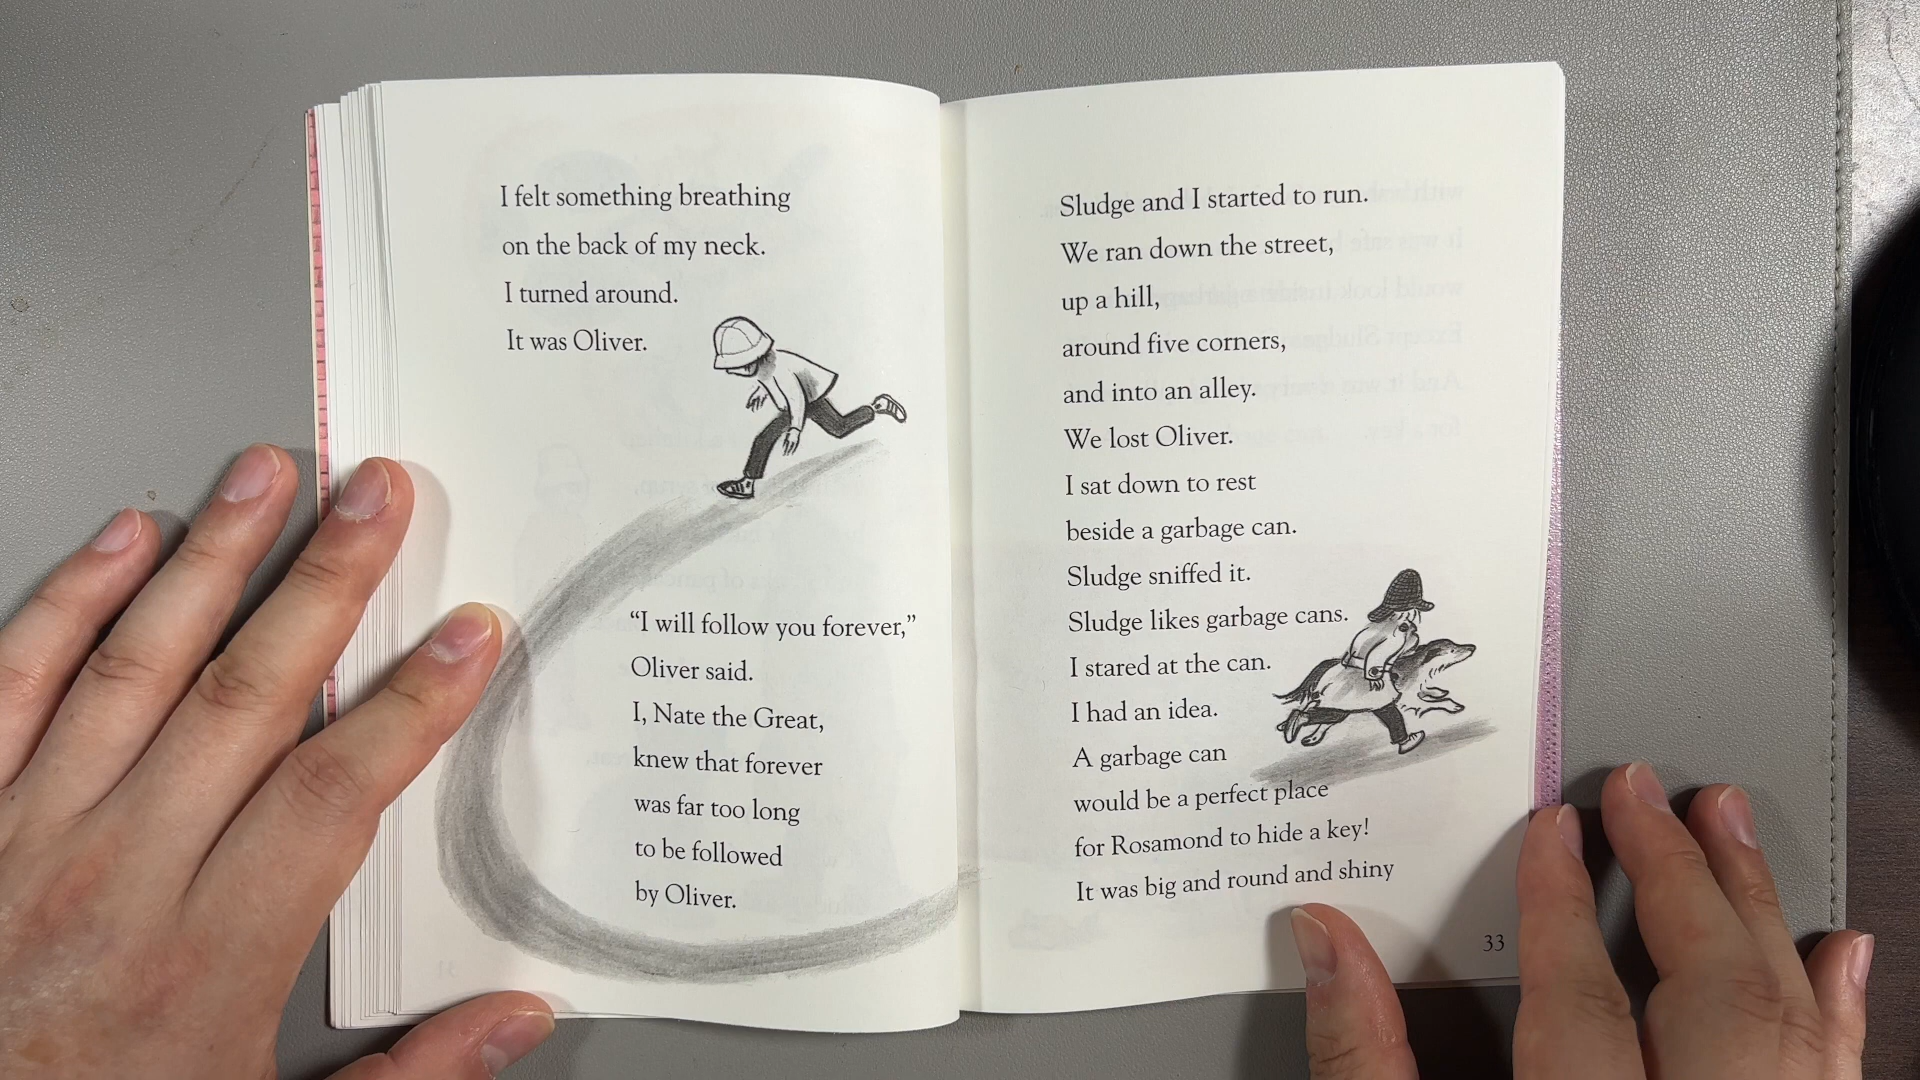 I felt something breathing
on the back of my neck.
I turned around.
It was Oliver.
“I will follow you forever,”
Oliver said.
I, Nate the Great,
knew that forever
was far too long
to be followed
by Oliver.
Sludge and I started to run.
We ran down the street,
up a hill,
around five corners,
and into an alley.
We lost Oliver.
I sat down to rest
beside a garbage can.
Sludge sniffed it.
Sludge likes garbage cans.
I stared at the can.
I had an idea.
A garbage can
would be a perfect place
for Rosamond to hide a key!
It was big and round and shiny
33